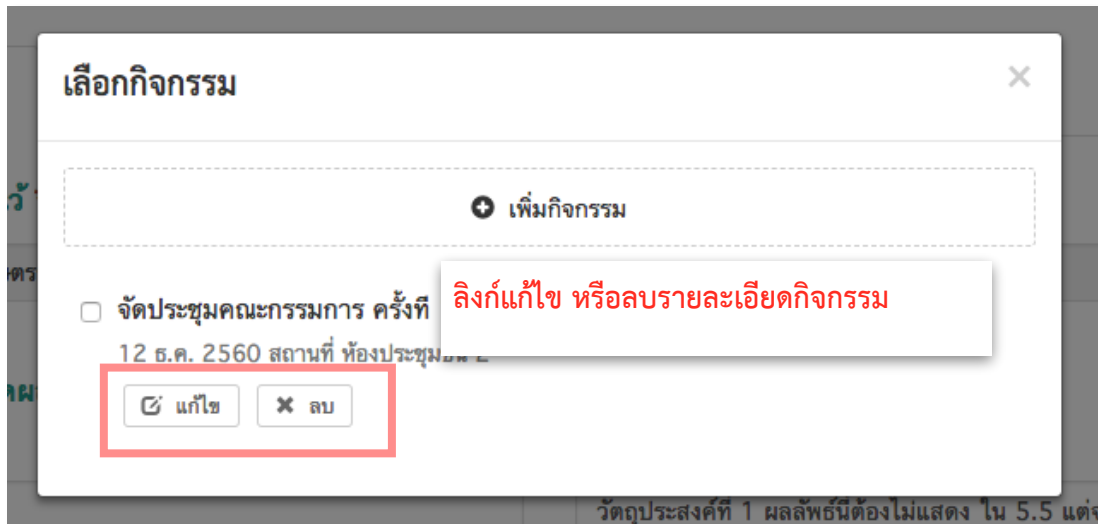 เลือกกิจกรรม
ว้
เพิ่มกิจกรรม
ลิงก์แก้ไข หรือลบรายละเอียดกิจกรรม
จัดประชุมคณะกรรมการ ครั้งที่
12 ธ.ค. 2560 สถานที่ ห้องประชุมชั้น 2
แก้ไข ลบ
วัตถุประสงค์ที่ 1 ผลลัพธ์นี้ต้องไม่แสดง ใน 5.5